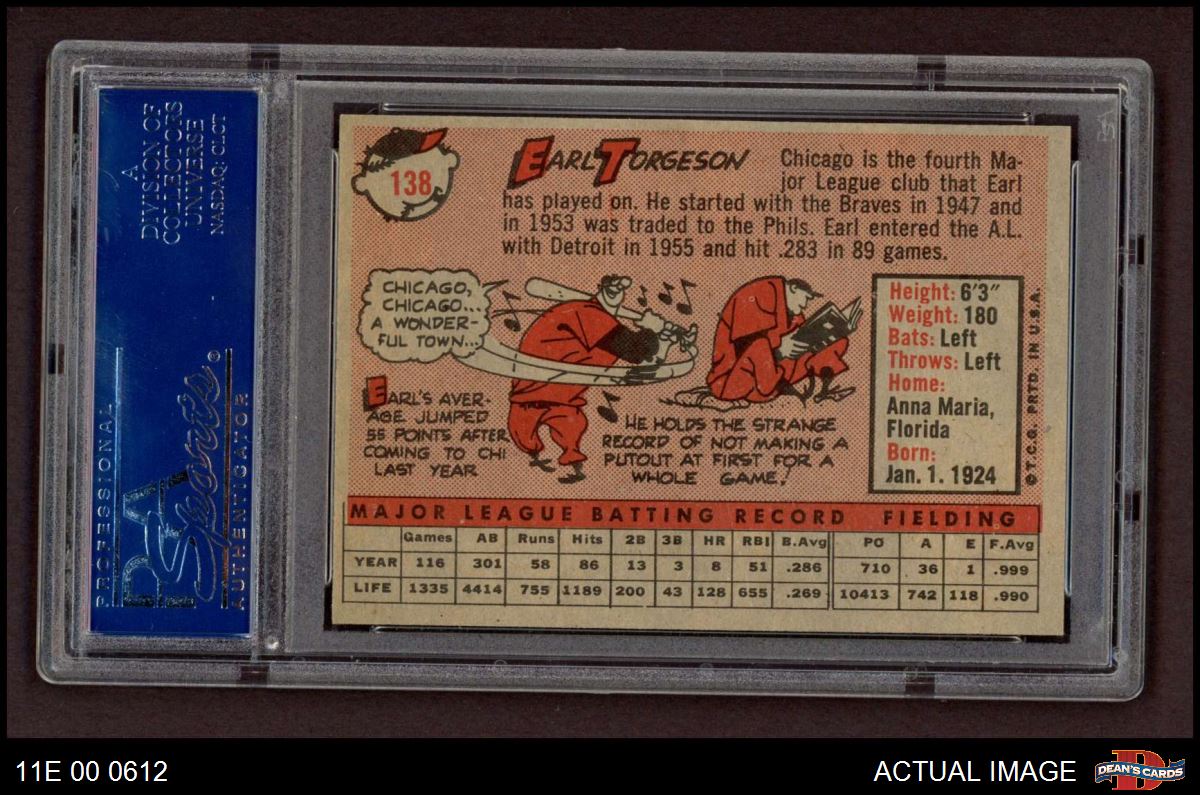 A
DIVISION OF
COLLECTORS
UNIVERSE
NASDAQ: CLCT
PROFESSIONAL
PSA
Sports®
AUTHENTICATOR
138
EARL TORGESON
Chicago is the fourth Ma-
jor League club that Earl
has played on. He started with the Braves in 1947 and
in 1953 was traded to the Phils. Earl entered the A.L.
with Detroit in 1955 and hit .283 in 89 games.
CHICAGO,
CHICAGO...
A WONDER-
FUL TOWN...
EARL'S AVER-
AGE JUMPED
55 POINTS AFTER
COMING TO CHI
LAST YEAR
HE HOLDS THE STRANGE
RECORD OF NOT MAKING A
PUTOUT AT FIRST FOR A
WHOLE GAME!
Height: 6'3"
Weight: 180
Bats: Left
Throws: Left
Home:
Anna Maria,
Florida
Born:
Jan. 1. 1924
©T.C.G. PRTD. IN U.S.A.
MAJOR LEAGUE BATTING RECORD FIELDING
Games AB Runs Hits 2B 3B HR RBI B.Avg PO A E F.Avg
YEAR 116 301 58 86 13 3 8 51 .286 710 36 1 .999
LIFE 1335 4414 755 1189 200 43 128 655 .269 10413 742 118 .990
11E 00 0612
ACTUAL IMAGE
DEAN'S CARDS